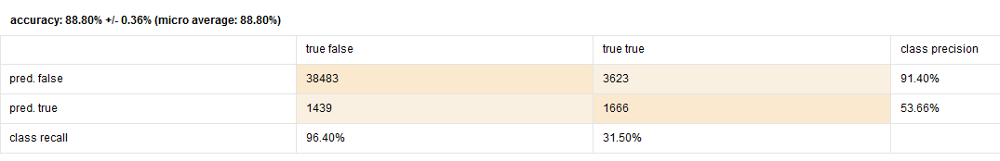 accuracy: 88.80% +/- 0.36% (micro average: 88.80%)
true false true true class precision
pred. false 38483 3623 91.40%
pred. true 1439 1666 53.66%
class recall 96.40% 31.50%